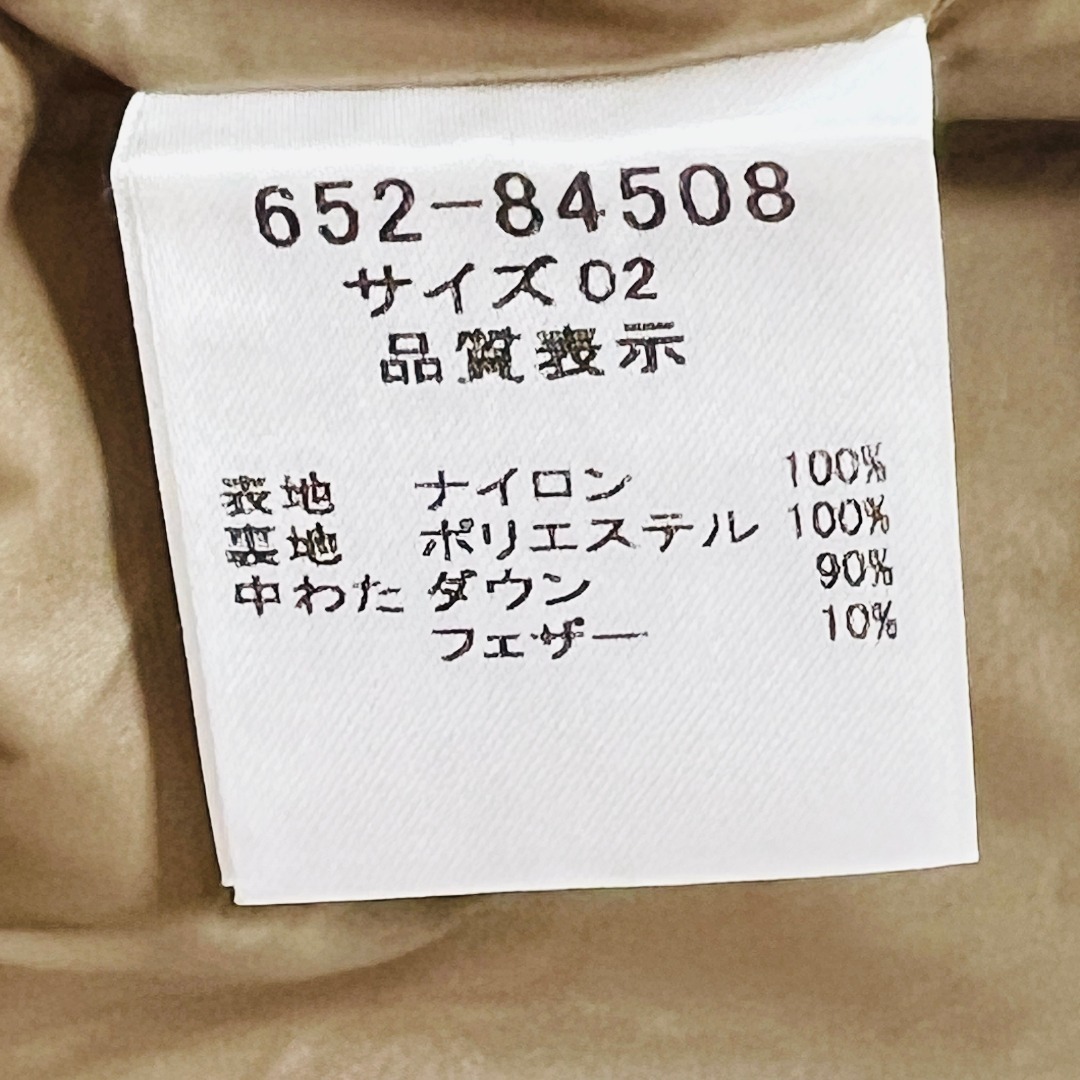 652-84508
サイズ02
品質表示
表地 ナイロン 100%
裏地 ポリエステル 100%
中わた ダウン 90%
フェザー 10%